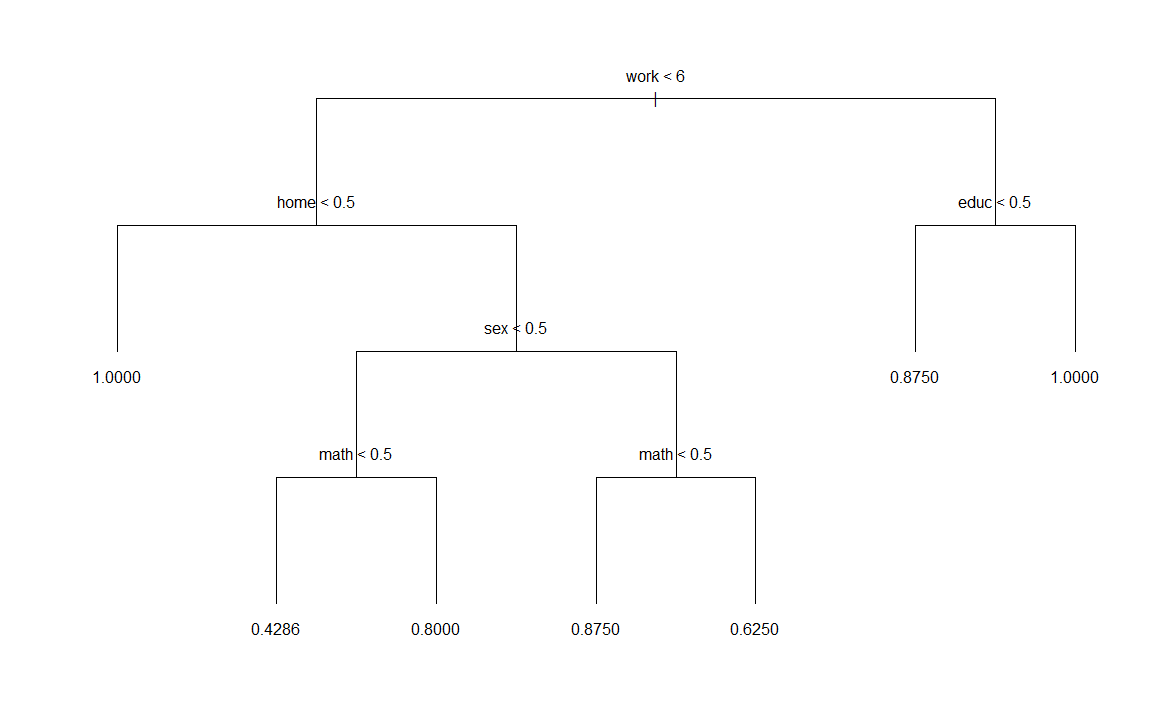 work < 6
home < 0.5
educ < 0.5
sex < 0.5
1.0000
0.8750
1.0000
math < 0.5
math < 0.5
0.4286
0.8000
0.8750
0.6250